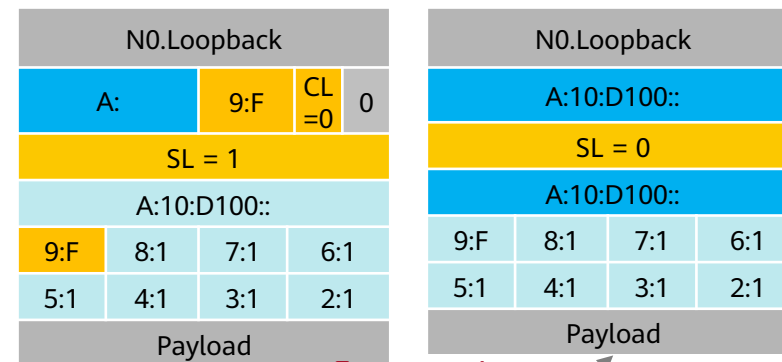 N0.Loopback
A: 9:F CL =0 0
SL = 1
A:10:D100::
9:F 8:1 7:1 6:1
5:1 4:1 3:1 2:1
Payload
N0.Loopback
A:10:D100::
SL = 0
A:10:D100::
9:F 8:1 7:1 6:1
5:1 4:1 3:1 2:1
Payload